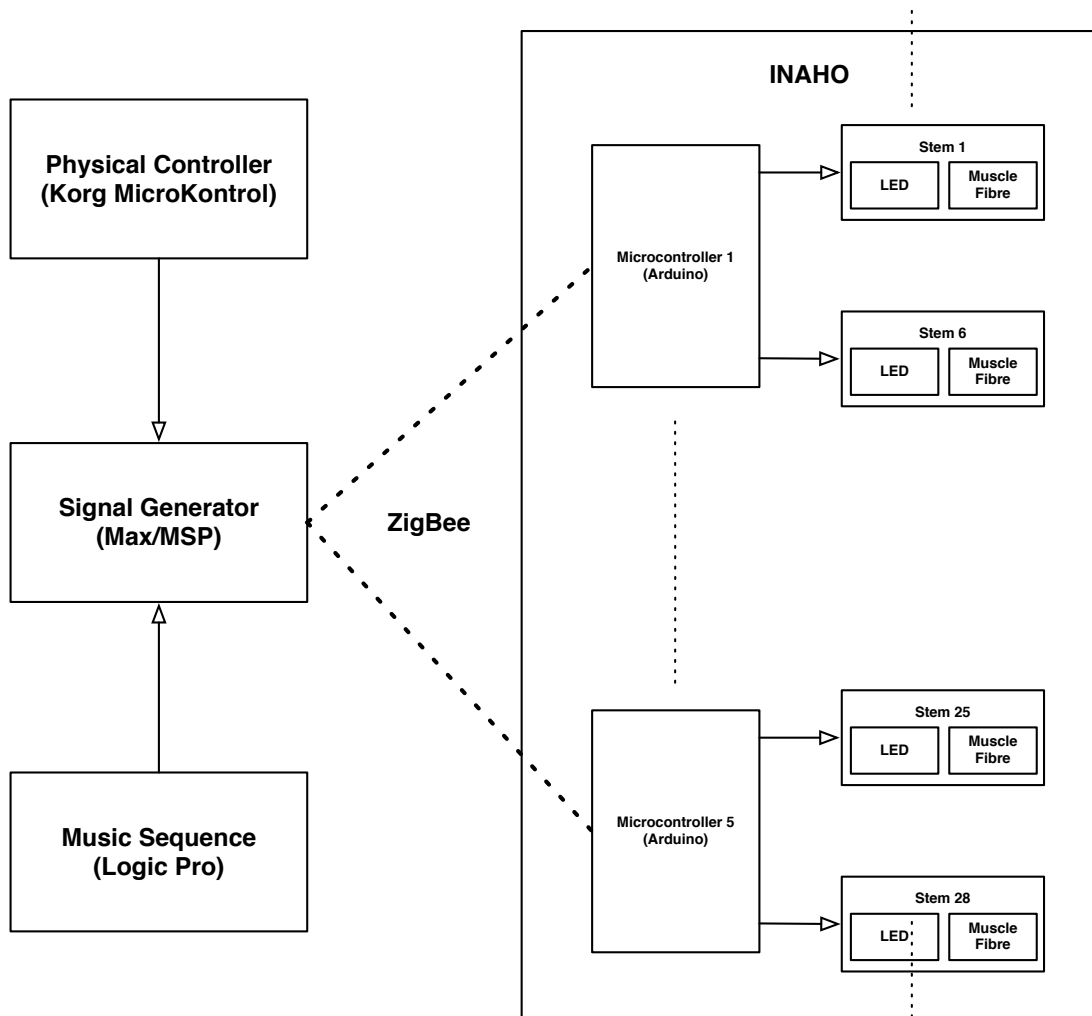 INAHO
Physical Controller
(Korg MicroKontrol)
Signal Generator
(Max/MSP)
Music Sequence
(Logic Pro)
ZigBee
Microcontroller 1
(Arduino)
Stem 1
LED
Muscle
Fibre
Stem 6
LED
Muscle
Fibre
Microcontroller 5
(Arduino)
Stem 25
LED
Muscle
Fibre
Stem 28
LED
Muscle
Fibre